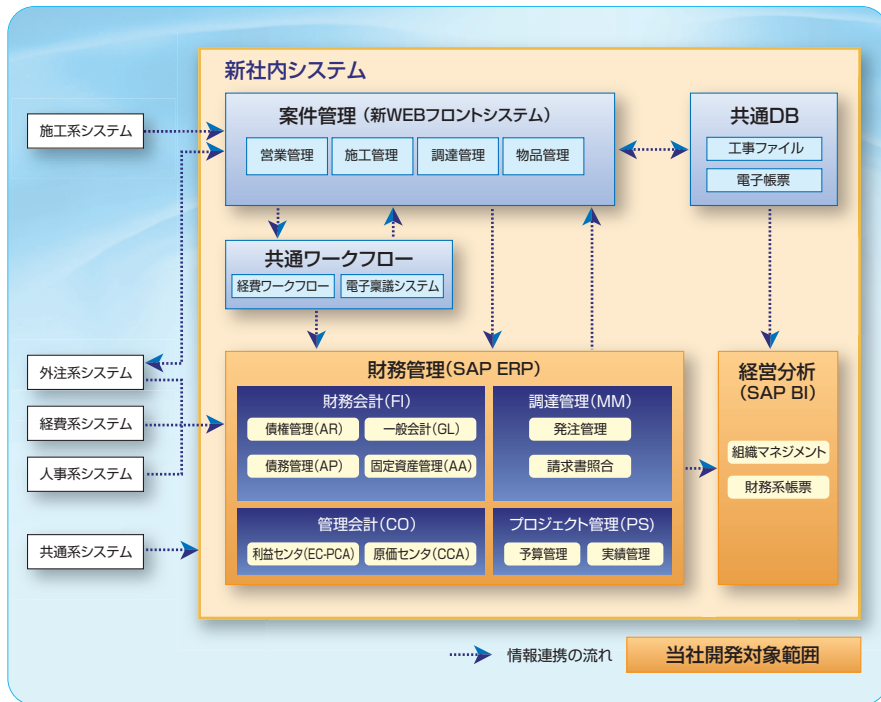 新社内システム
案件管理（新WEBフロントシステム）
営業管理
施工管理
調達管理
物品管理
共通DB
工事ファイル
電子帳票
施工系システム
共通ワークフロー
経費ワークフロー
電子稟議システム
外注系システム
経費系システム
人事系システム
共通系システム
財務管理（SAP ERP）
財務会計（FI）
債権管理（AR）
一般会計（GL）
債務管理（AP）
固定資産管理（AA）
調達管理（MM）
発注管理
請求書照合
管理会計（CO）
利益センタ（EC-PCA）
原価センタ（CCA）
プロジェクト管理（PS）
予算管理
実績管理
経営分析
（SAP BI）
組織マネジメント
財務系帳票
情報連携の流れ
当社開発対象範囲